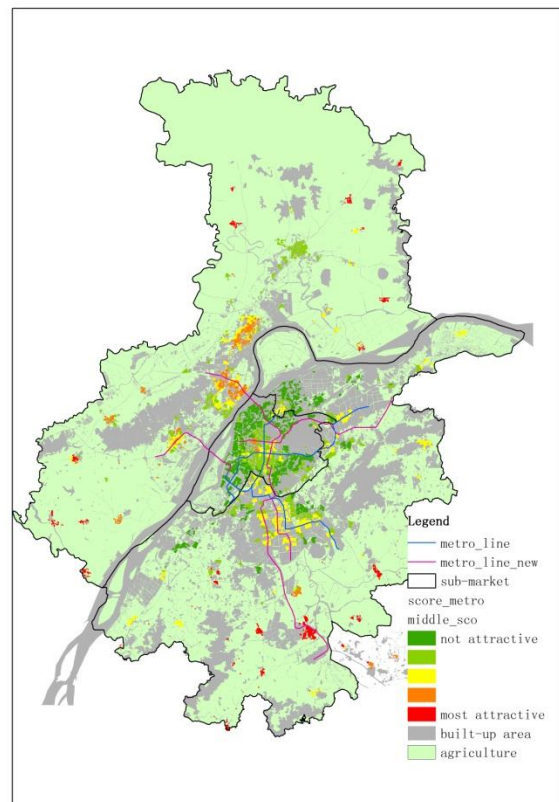 Legend
metro_line
metro_line_new
sub-market
score_metro
middle_sco
not attractive
most attractive
built-up area
agriculture